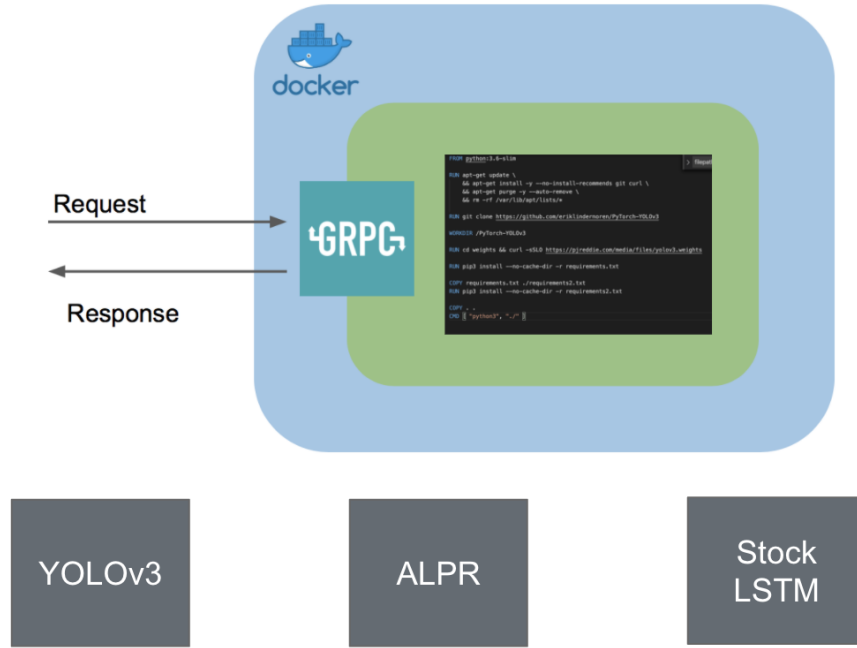 docker
FROM python:3.6-slim
> filepat
RUN apt-get update \
&& apt-get install -y --no-install-recommends git curl \
&& apt-get purge -y --auto-remove \
&& rm -rf /var/lib/apt/lists/*
RUN git clone https://github.com/eriklindernoren/PyTorch-YOLOv3
WORKDIR /PyTorch-YOLOv3
RUN cd weights && curl -sSLO https://pjreddie.com/media/files/yolov3.weights
RUN pip3 install --no-cache-dir -r requirements.txt
COPY requirements.txt ./requirements2.txt
RUN pip3 install --no-cache-dir -r requirements2.txt
COPY . .
CMD [ "python3", "./" ]
Request
GRPC
Response
YOLOv3
ALPR
Stock
LSTM